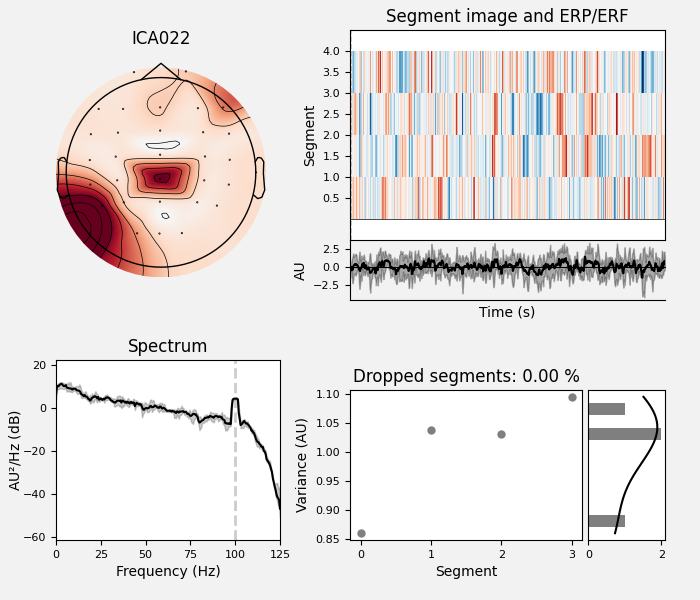 ICA022
Segment image and ERP/ERF
Segment
4.0
3.5
3.0
2.5
2.0
1.5
1.0
0.5
AU
2.5
0.0
−2.5
Time (s)
Spectrum
AU²/Hz (dB)
20
0
−20
−40
−60
0 25 50 75 100 125
Frequency (Hz)
Dropped segments: 0.00 %
Variance (AU)
1.10
1.05
1.00
0.95
0.90
0.85
0 1 2 3
Segment
0 2